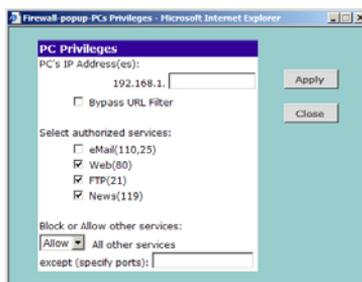 Firewall-popup-PCs Privileges - Microsoft Internet Explorer
PC Privileges
PC's IP Address(es):
192.168.1.
Bypass URL Filter
Select authorized services:
eMail(110,25)
Web(80)
FTP(21)
News(119)
Block or Allow other services:
Allow All other services
except (specify ports):
Apply
Close